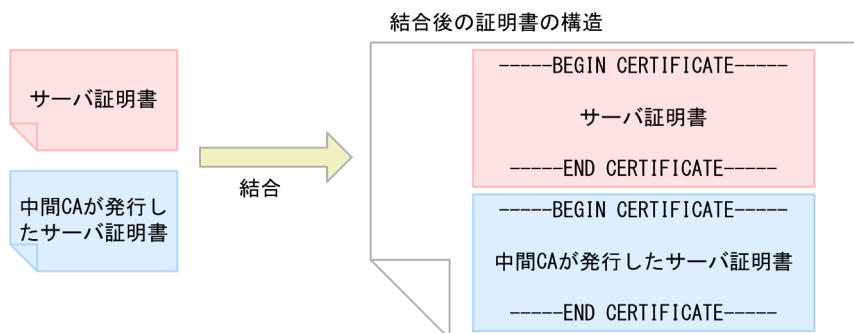 結合後の証明書の構造
サーバ証明書
中間CAが発行し
たサーバ証明書
結合
-----BEGIN CERTIFICATE-----
サーバ証明書
-----END CERTIFICATE-----
-----BEGIN CERTIFICATE-----
中間CAが発行したサーバ証明書
-----END CERTIFICATE-----